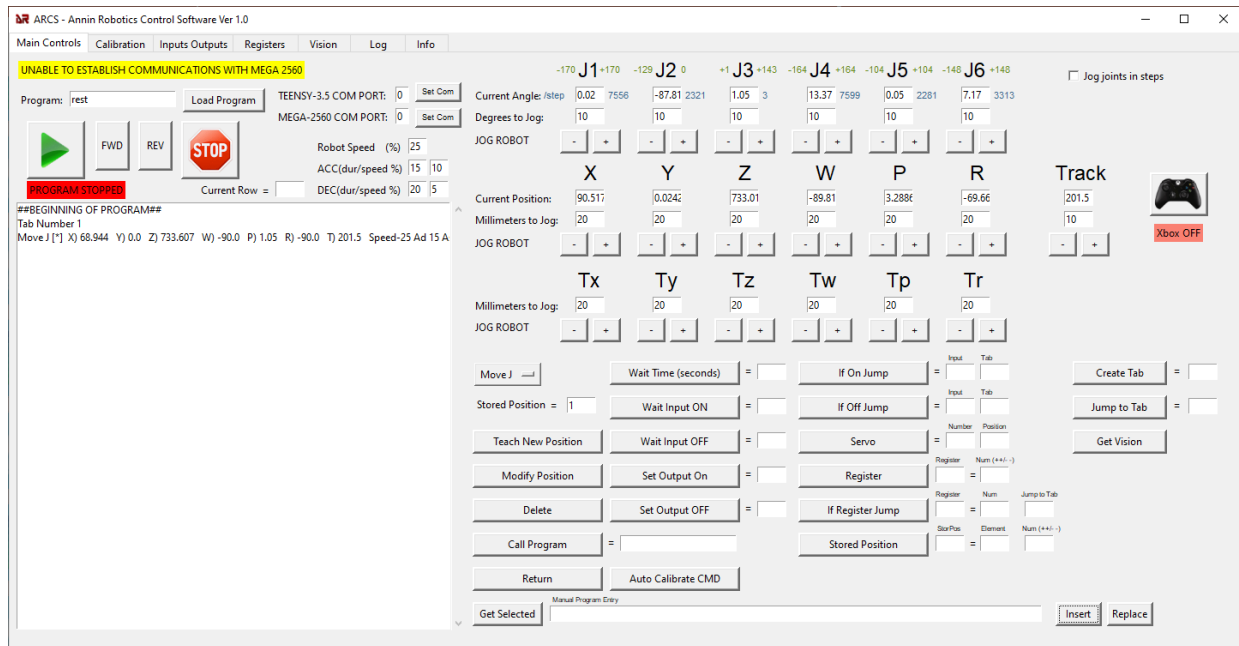 ARCS - Annin Robotics Control Software Ver 1.0
Main Controls Calibration Inputs Outputs Registers Vision Log Info
UNABLE TO ESTABLISH COMMUNICATIONS WITH MEGA 2560
Program: rest Load Program
TEENSY-3.5 COM PORT: 0 Set Com
MEGA-2560 COM PORT: 0 Set Com
FWD REV STOP
Robot Speed (%) 25
ACC(dur/speed %) 15 10
DEC(dur/speed %) 20 5
PROGRAM STOPPED Current Row =
##BEGINNING OF PROGRAM##
Tab Number 1
Move J [*] X) 68.944 Y) 0.0 Z) 733.607 W) -90.0 P) 1.05 R) -90.0 T) 201.5 Speed-25 Ad 15 A
-170 J1 +170 -129 J2 0 +1 J3 +143 -164 J4 +164 -104 J5 +104 -148 J6 +148
Jog joints in steps
Current Angle: /step 0.02 7556 -87.81 2321 1.05 3 13.37 7599 0.05 2281 7.17 3313
Degrees to Jog: 10 10 10 10 10 10
JOG ROBOT - + - + - + - + - + - +
X Y Z W P R Track
Current Position: 90.517 0.0242 733.01 -89.81 3.2886 -69.66 201.5
Millimeters to Jog: 20 20 20 20 20 20 10
JOG ROBOT - + - + - + - + - + - + - +
Xbox OFF
Tx Ty Tz Tw Tp Tr
Millimeters to Jog: 20 20 20 20 20 20
JOG ROBOT - + - + - + - + - + - +
Input Tab
Move J Wait Time (seconds) = If On Jump = Create Tab =
Input Tab
Stored Position = 1 Wait Input ON = If Off Jump = Jump to Tab =
Number Position
Teach New Position Wait Input OFF = Servo = Get Vision
Register Num (++/- -)
Modify Position Set Output On = Register =
Register Num Jump to Tab
Delete Set Output OFF = If Register Jump =
StorPos Element Num (++/- -)
Call Program = Stored Position =
Return Auto Calibrate CMD
Manual Program Entry
Get Selected Insert Replace